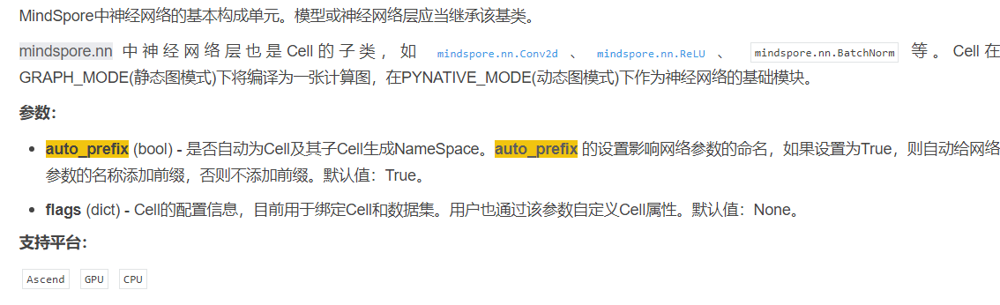 MindSpore中神经网络的基本构成单元。模型或神经网络层应当继承该基类。
mindspore.nn 中神经网络层也是Cell的子类，如 mindspore.nn.Conv2d 、 mindspore.nn.ReLU 、 mindspore.nn.BatchNorm 等。Cell在
GRAPH_MODE(静态图模式)下将编译为一张计算图，在PYNATIVE_MODE(动态图模式)下作为神经网络的基础模块。
参数：
• auto_prefix (bool) - 是否自动为Cell及其子Cell生成NameSpace。auto_prefix 的设置影响网络参数的命名，如果设置为True，则自动给网络
参数的名称添加前缀，否则不添加前缀。默认值：True。
• flags (dict) - Cell的配置信息，目前用于绑定Cell和数据集。用户也通过该参数自定义Cell属性。默认值：None。
支持平台：
Ascend GPU CPU